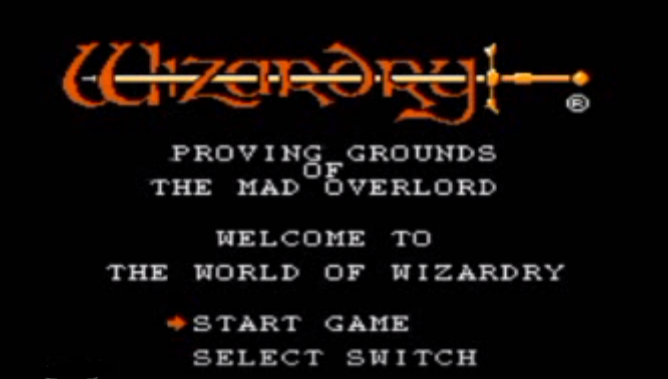 Wizardry
®
PROVING GROUNDS
OF
THE MAD OVERLORD
WELCOME TO
THE WORLD OF WIZARDRY
START GAME
SELECT SWITCH